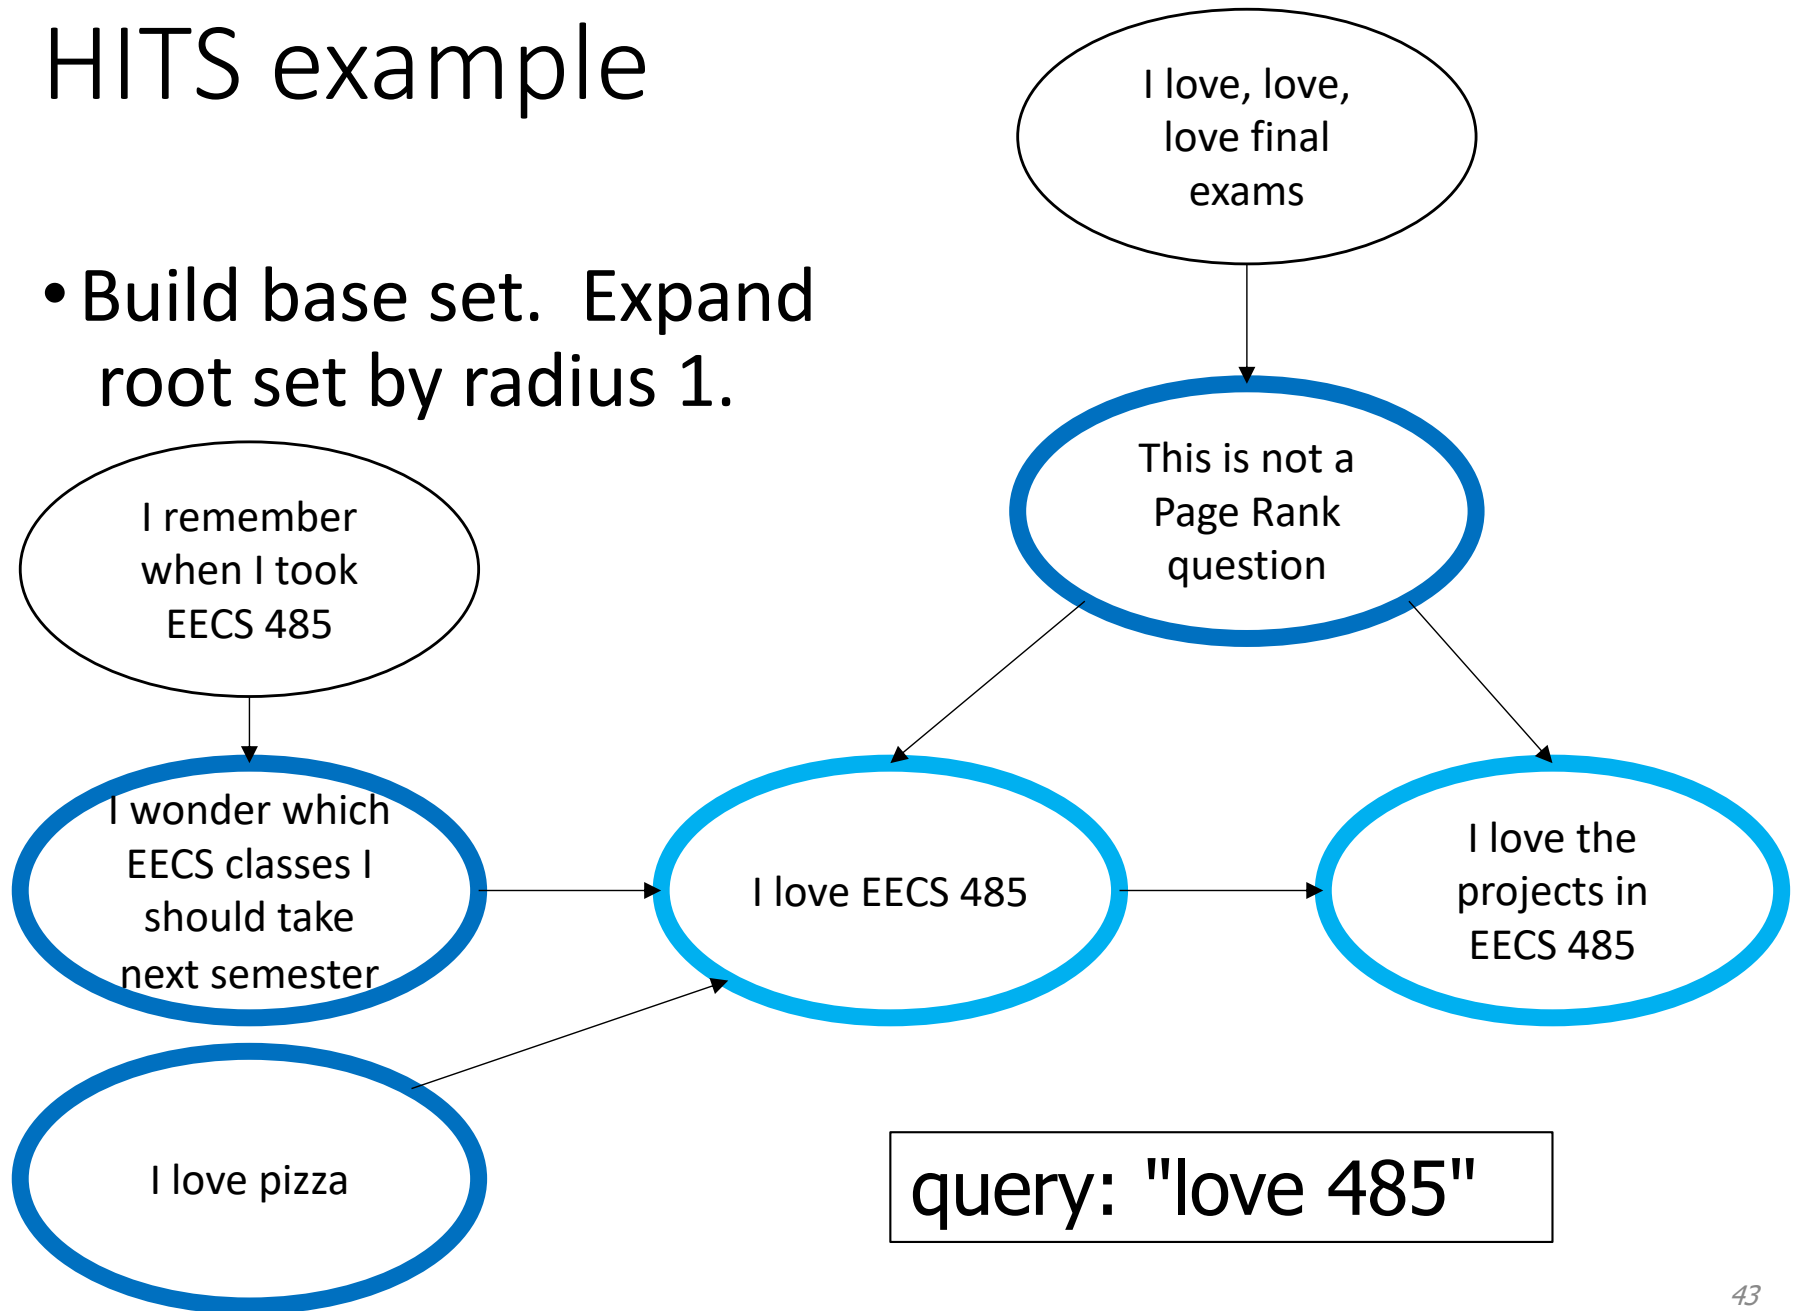 HITS example
• Build base set.  Expand
root set by radius 1.
I love, love,
love final
exams
This is not a
Page Rank
question
I remember
when I took
EECS 485
I wonder which
EECS classes I
should take
next semester
I love EECS 485
I love the
projects in
EECS 485
I love pizza
query: "love 485"
43